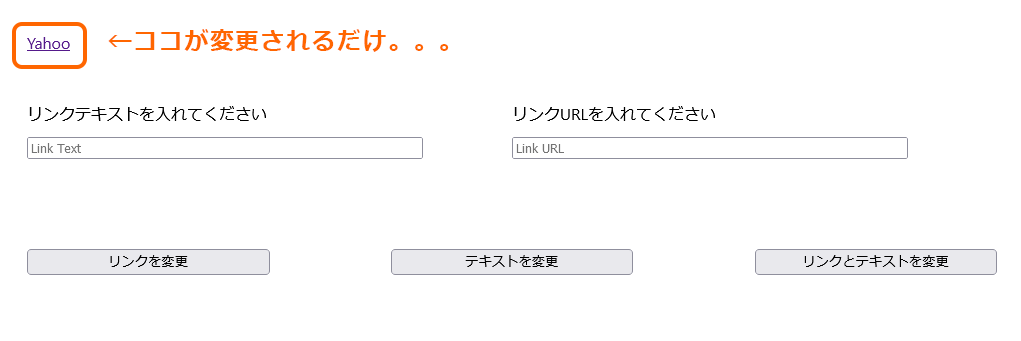 Yahoo ←ココが変更されるだけ。。。
リンクテキストを入れてください リンクURLを入れてください
Link Text Link URL
リンクを変更 テキストを変更 リンクとテキストを変更